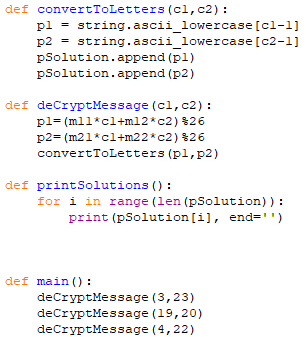 def convertToLetters(c1,c2):
    p1 = string.ascii_lowercase[c1-1]
    p2 = string.ascii_lowercase[c2-1]
    pSolution.append(p1)
    pSolution.append(p2)

def deCryptMessage(c1,c2):
    p1=(m11*c1+m12*c2)%26
    p2=(m21*c1+m22*c2)%26
    convertToLetters(p1,p2)

def printSolutions():
    for i in range(len(pSolution)):
        print(pSolution[i], end='')

def main():
    deCryptMessage(3,23)
    deCryptMessage(19,20)
    deCryptMessage(4,22)